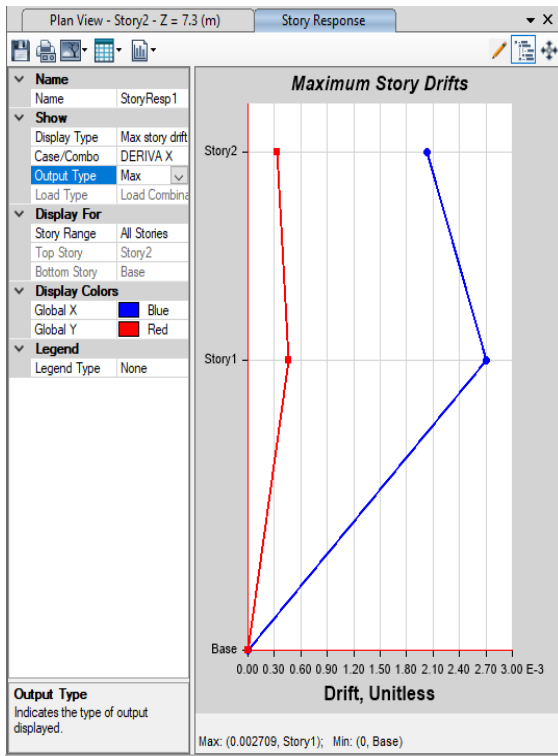 Plan View - Story2 - Z = 7.3 (m)
Story Response
Name
Name StoryResp1
Show
Display Type Max story drift
Case/Combo DERIVA X
Output Type Max
Load Type Load Combina
Display For
Story Range All Stories
Top Story Story2
Bottom Story Base
Display Colors
Global X Blue
Global Y Red
Legend
Legend Type None
Output Type
Indicates the type of output
displayed.
Maximum Story Drifts
Story2
Story1
Base
0.00 0.30 0.60 0.90 1.20 1.50 1.80 2.10 2.40 2.70 3.00 E-3
Drift, Unitless
Max: (0.002709, Story1); Min: (0, Base)